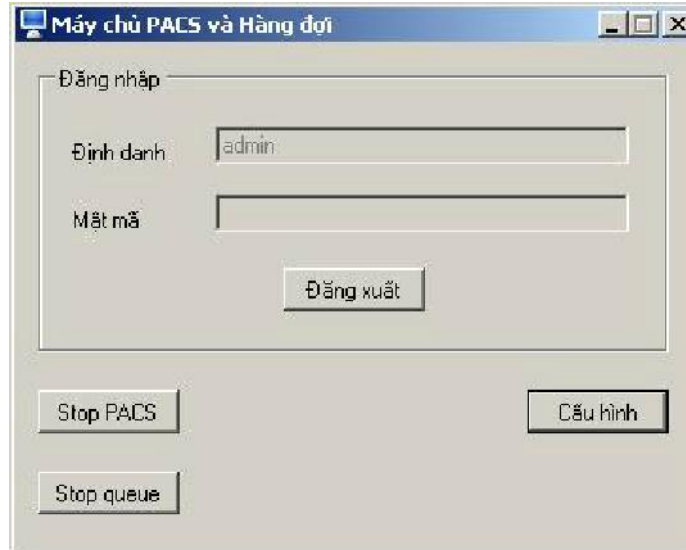 Máy chủ PACS và Hàng đợi
Đăng nhập
Định danh
admin
Mật mã
Đăng xuất
Stop PACS
Cấu hình
Stop queue